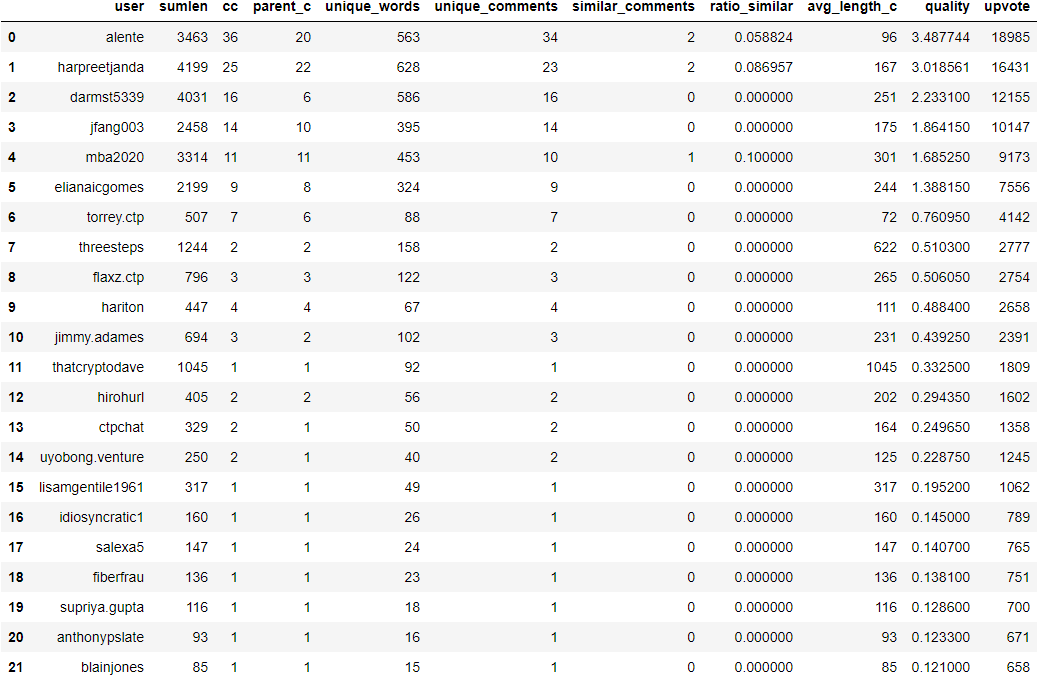 user sumlen cc parent_c unique_words unique_comments similar_comments ratio_similar avg_length_c quality upvote
0 alente 3463 36 20 563 34 2 0.058824 96 3.487744 18985
1 harpreetjanda 4199 25 22 628 23 2 0.086957 167 3.018561 16431
2 darmst5339 4031 16 6 586 16 0 0.000000 251 2.233100 12155
3 jfang003 2458 14 10 395 14 0 0.000000 175 1.864150 10147
4 mba2020 3314 11 11 453 10 1 0.100000 301 1.685250 9173
5 elianaicgomes 2199 9 8 324 9 0 0.000000 244 1.388150 7556
6 torrey.ctp 507 7 6 88 7 0 0.000000 72 0.760950 4142
7 threesteps 1244 2 2 158 2 0 0.000000 622 0.510300 2777
8 flaxz.ctp 796 3 3 122 3 0 0.000000 265 0.506050 2754
9 hariton 447 4 4 67 4 0 0.000000 111 0.488400 2658
10 jimmy.adames 694 3 2 102 3 0 0.000000 231 0.439250 2391
11 thatcryptodave 1045 1 1 92 1 0 0.000000 1045 0.332500 1809
12 hirohurl 405 2 2 56 2 0 0.000000 202 0.294350 1602
13 ctpchat 329 2 1 50 2 0 0.000000 164 0.249650 1358
14 uyobong.venture 250 2 1 40 2 0 0.000000 125 0.228750 1245
15 lisamgentile1961 317 1 1 49 1 0 0.000000 317 0.195200 1062
16 idiosyncratic1 160 1 1 26 1 0 0.000000 160 0.145000 789
17 salexa5 147 1 1 24 1 0 0.000000 147 0.140700 765
18 fiberfrau 136 1 1 23 1 0 0.000000 136 0.138100 751
19 supriya.gupta 116 1 1 18 1 0 0.000000 116 0.128600 700
20 anthonypslate 93 1 1 16 1 0 0.000000 93 0.123300 671
21 blainjones 85 1 1 15 1 0 0.000000 85 0.121000 658